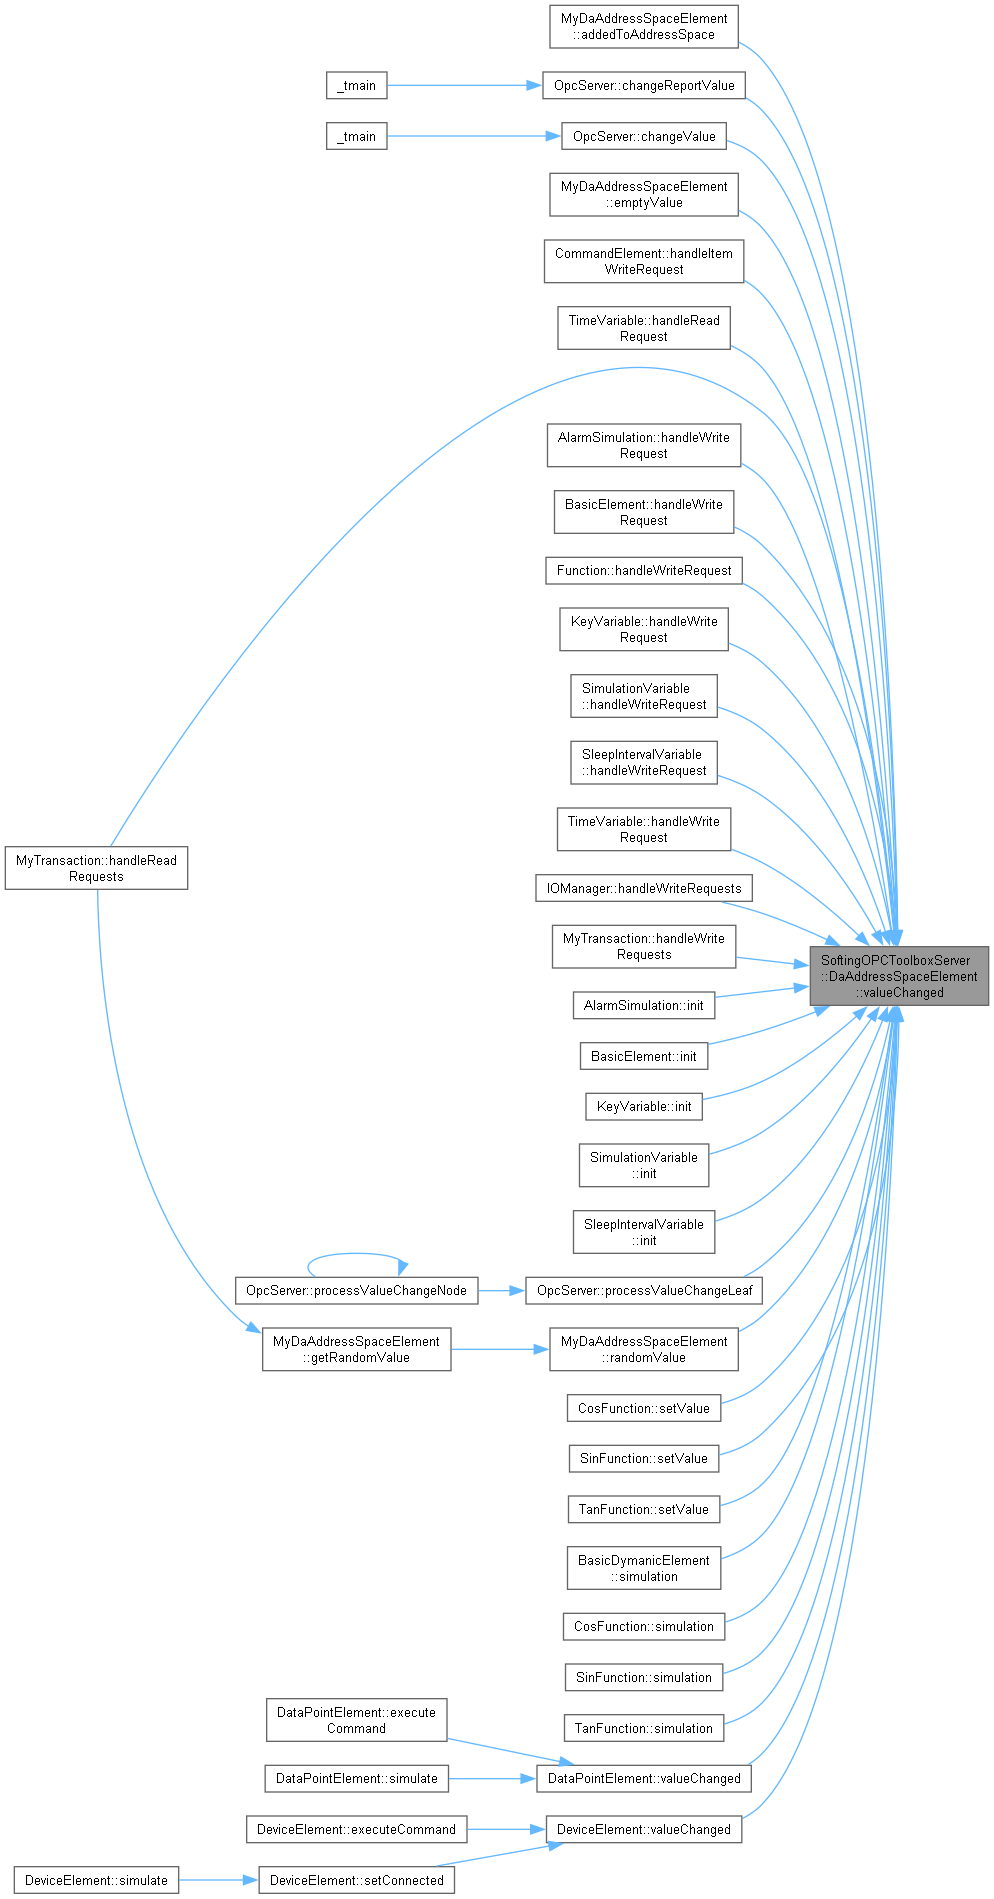 MyDaAddressSpaceElement
::addedToAddressSpace
_tmain
OpcServer::changeReportValue
_tmain
OpcServer::changeValue
MyDaAddressSpaceElement
::emptyValue
CommandElement::handleItem
WriteRequest
TimeVariable::handleRead
Request
AlarmSimulation::handleWrite
Request
BasicElement::handleWrite
Request
Function::handleWriteRequest
KeyVariable::handleWrite
Request
SimulationVariable
::handleWriteRequest
SleepIntervalVariable
::handleWriteRequest
TimeVariable::handleWrite
Request
MyTransaction::handleRead
Requests
IOManager::handleWriteRequests
MyTransaction::handleWrite
Requests
SoftingOPCToolboxServer
::DaAddressSpaceElement
::valueChanged
AlarmSimulation::init
BasicElement::init
KeyVariable::init
SimulationVariable
::init
SleepIntervalVariable
::init
OpcServer::processValueChangeNode
OpcServer::processValueChangeLeaf
MyDaAddressSpaceElement
::getRandomValue
MyDaAddressSpaceElement
::randomValue
CosFunction::setValue
SinFunction::setValue
TanFunction::setValue
BasicDymanicElement
::simulation
CosFunction::simulation
SinFunction::simulation
TanFunction::simulation
DataPointElement::execute
Command
DataPointElement::simulate
DataPointElement::valueChanged
DeviceElement::executeCommand
DeviceElement::valueChanged
DeviceElement::simulate
DeviceElement::setConnected